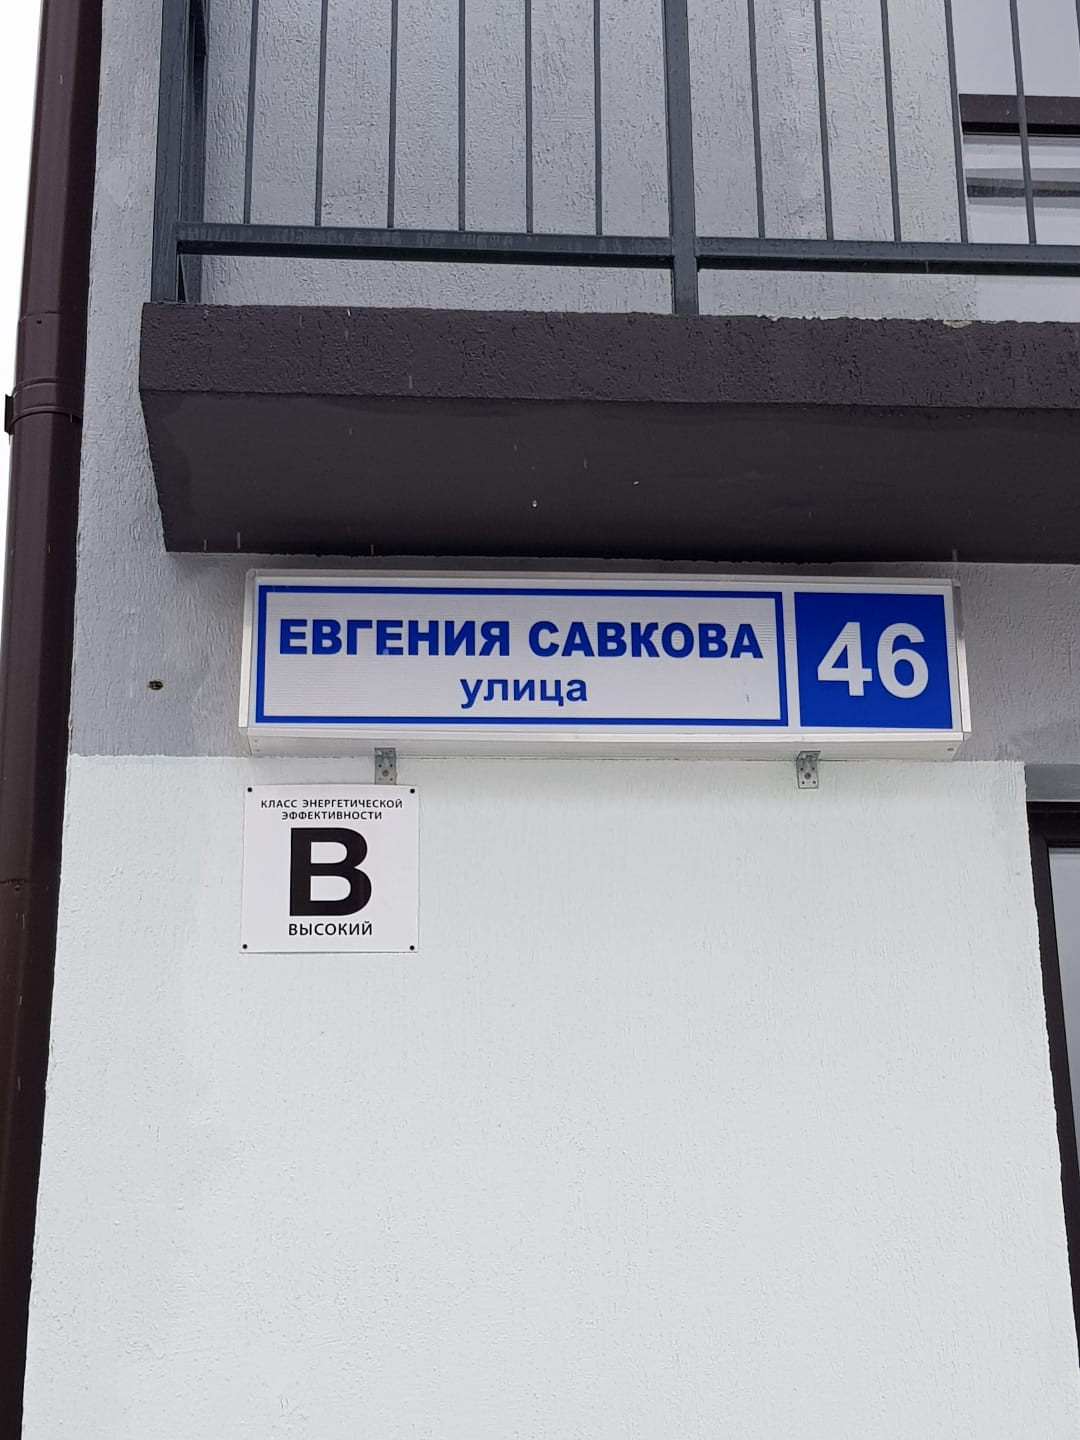 ЕВГЕНИЯ САВКОВА
улица
46
КЛАСС ЭНЕРГЕТИЧЕСКОЙ
ЭФФЕКТИВНОСТИ
B
ВЫСОКИЙ